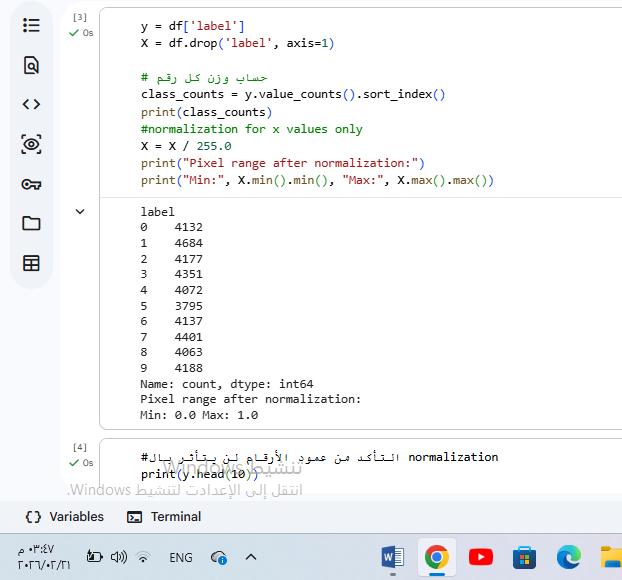 [3]
0s
y = df['label']
X = df.drop('label', axis=1)
# حساب وزن كل رقم
class_counts = y.value_counts().sort_index()
print(class_counts)
#normalization for x values only
X = X / 255.0
print("Pixel range after normalization:")
print("Min:", X.min().min(), "Max:", X.max().max())
label
0 4132
1 4684
2 4177
3 4351
4 4072
5 3795
6 4137
7 4401
8 4063
9 4188
Name: count, dtype: int64
Pixel range after normalization:
Min: 0.0 Max: 1.0
[4]
0s
#التأكد من عمود الأرقام لن يتأثر بال normalization
print(y.head(10))
تنشيط Windows
انتقل إلى الإعدادت لتنشيط Windows.
{} Variables
Terminal
٠٣:٤٧ م
٢٠٢٦/٠٢/٢١
ENG